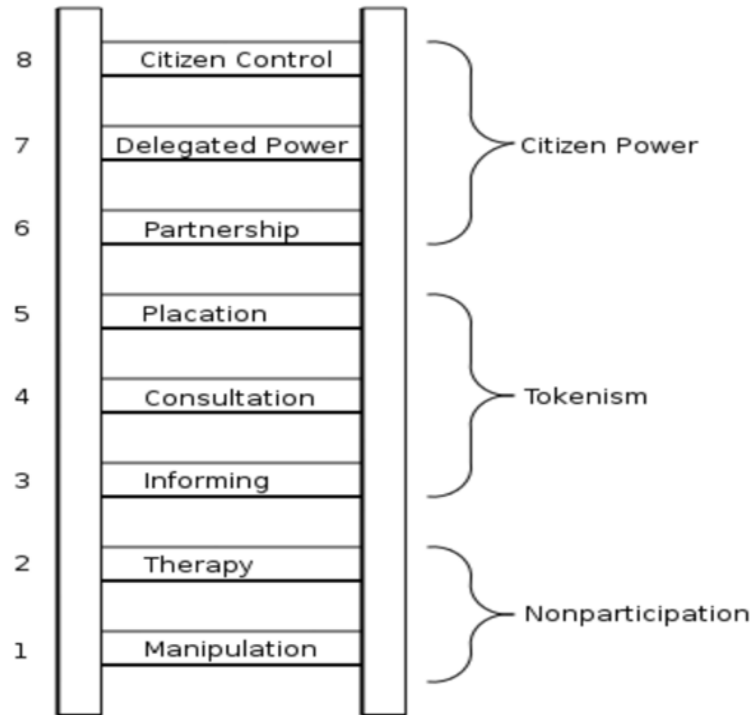 8 Citizen Control
7 Delegated Power Citizen Power
6 Partnership
5 Placation
4 Consultation Tokenism
3 Informing
2 Therapy
Nonparticipation
1 Manipulation